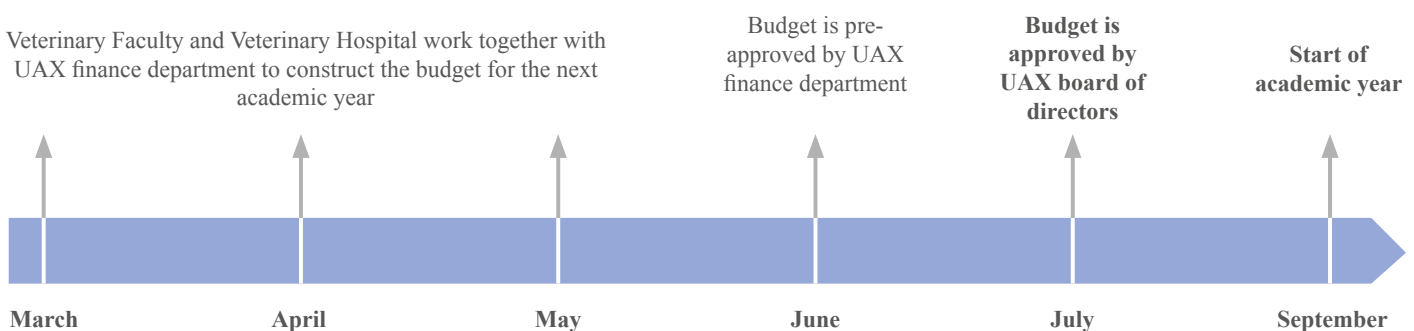 Veterinary Faculty and Veterinary Hospital work together with
UAX finance department to construct the budget for the next
academic year
Budget is pre-
approved by UAX
finance department
Budget is
approved by
UAX board of
directors
Start of
academic year
March
April
May
June
July
September